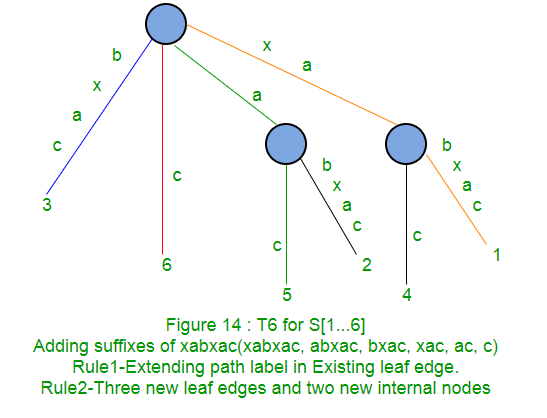 x
b
a
x
a
a
c
b
b
x
x
c
a
a
c
c
c
c
c
3
1
6
2
5
4
Figure 14 : T6 for S[1...6]
Adding suffixes of xabxac(xabxac, abxac, bxac, xac, ac, c)
Rule1-Extending path label in Existing leaf edge.
Rule2-Three new leaf edges and two new internal nodes